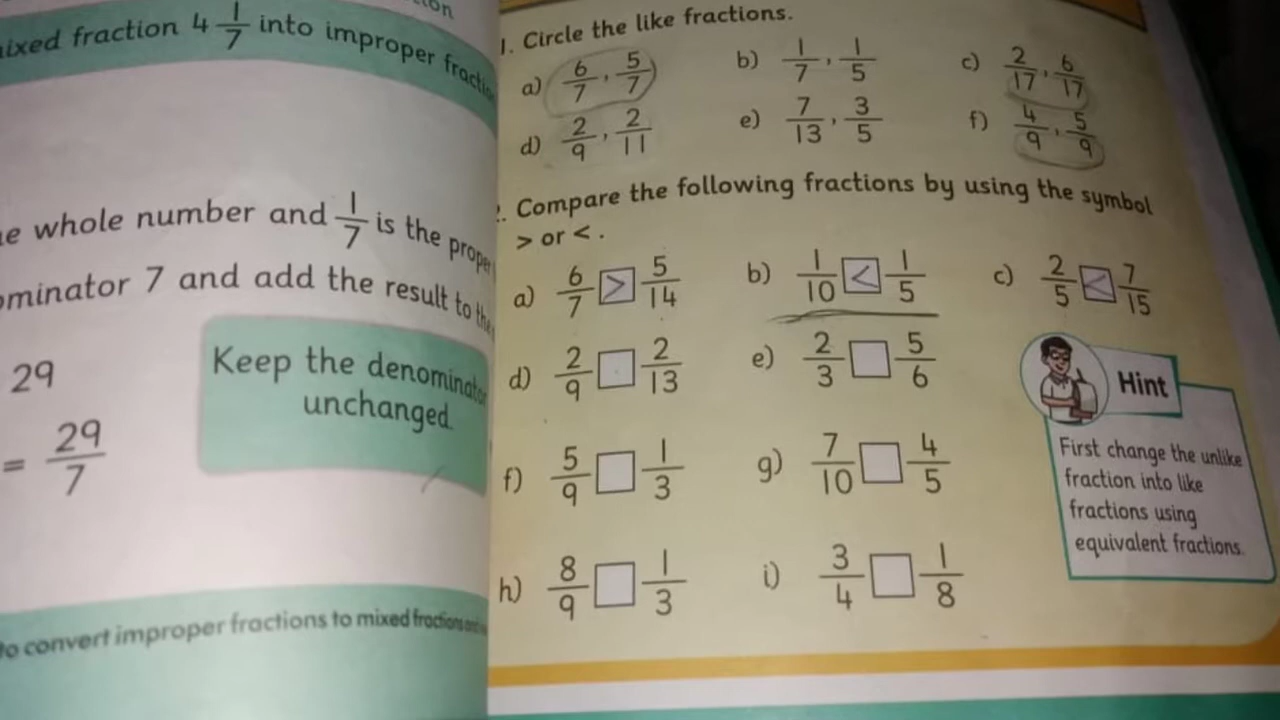 mixed fraction 4 1/7 into improper fraction
whole number and 1/7 is the proper
7 and add the result to the
29
= 29/7
Keep the denominator
unchanged.
to convert improper fractions to mixed fractions
1. Circle the like fractions.
a) 6/7 , 5/7 b) 1/7 , 1/5 c) 2/17 , 6/17
d) 2/9 , 2/11 e) 7/13 , 3/5 f) 4/9 , 5/9
2. Compare the following fractions by using the symbol
> or < .
a) 6/7 > 5/14 b) 1/10 < 1/5 c) 2/5 < 7/15
d) 2/9 □ 2/13 e) 2/3 □ 5/6
f) 5/9 □ 1/3 g) 7/10 □ 4/5
h) 8/9 □ 1/3 i) 3/4 □ 1/8
Hint
First change the unlike
fraction into like
fractions using
equivalent fractions.